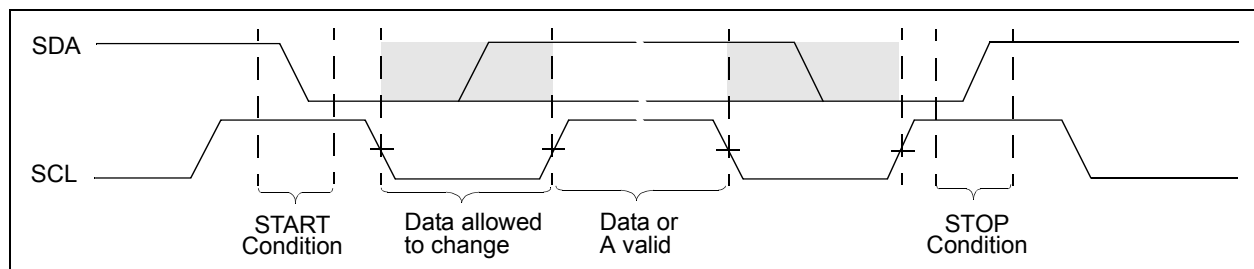 SDA
SCL
START
Condition
Data allowed
to change
Data or
A valid
STOP
Condition